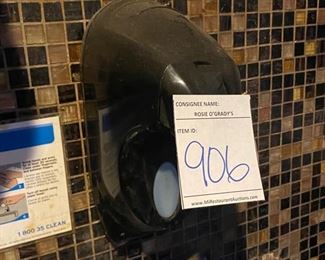 CONSIGNEE NAME:
ROSIE O'GRADY'S
ITEM ID:
906
www.MiRestaurantAuctions.com
1 800 35 CLEAN